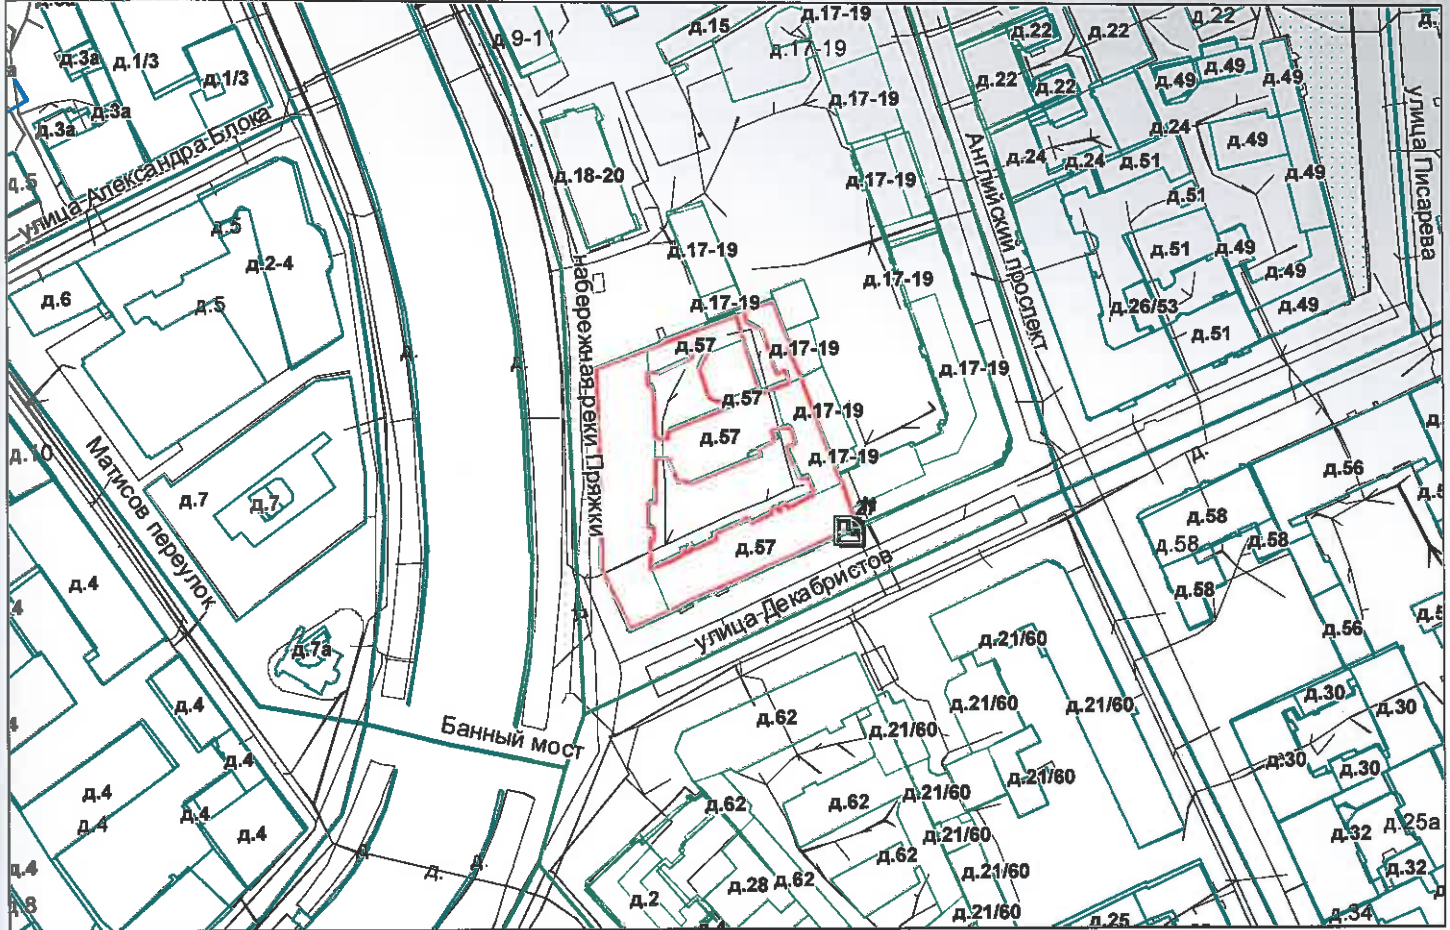 д.3а
д.1/3
д.1/3
д.3а
д.3а
д.5
улица Александра Блока
д.9-11
д.15
д.17-19
д.17-19
д.17-19
д.17-19
д.17-19
д.17-19
д.17-19
д.17-19
д.17-19
д.17-19
д.17-19
д.18-20
д.22
д.22
д.22
д.22
д.22
д.49
д.49
д.49
д.49
д.49
д.49
д.49
д.49
д.24
д.24
д.24
д.51
д.51
д.51
д.51
д.26/53
Английский проспект
улица Писарева
д.5
д.2-4
д.5
д.6
набережная реки Пряжки
д.57
д.57
д.57
д.57
д.
д.
д.10
Матисов переулок
д.7
д.7
д.7а
д.4
д.4
д.4
д.4
д.4
д.4
д.4
д.4
д.8
Банный мост
улица Декабристов
д.
д.56
д.58
д.58
д.58
д.58
д.56
д.21/60
д.21/60
д.21/60
д.21/60
д.21/60
д.21/60
д.21/60
д.21/60
д.21/60
д.62
д.62
д.62
д.62
д.62
д.28
д.2
д.30
д.30
д.30
д.30
д.32
д.25а
д.32
д.34
д.25
д.
д.
д.